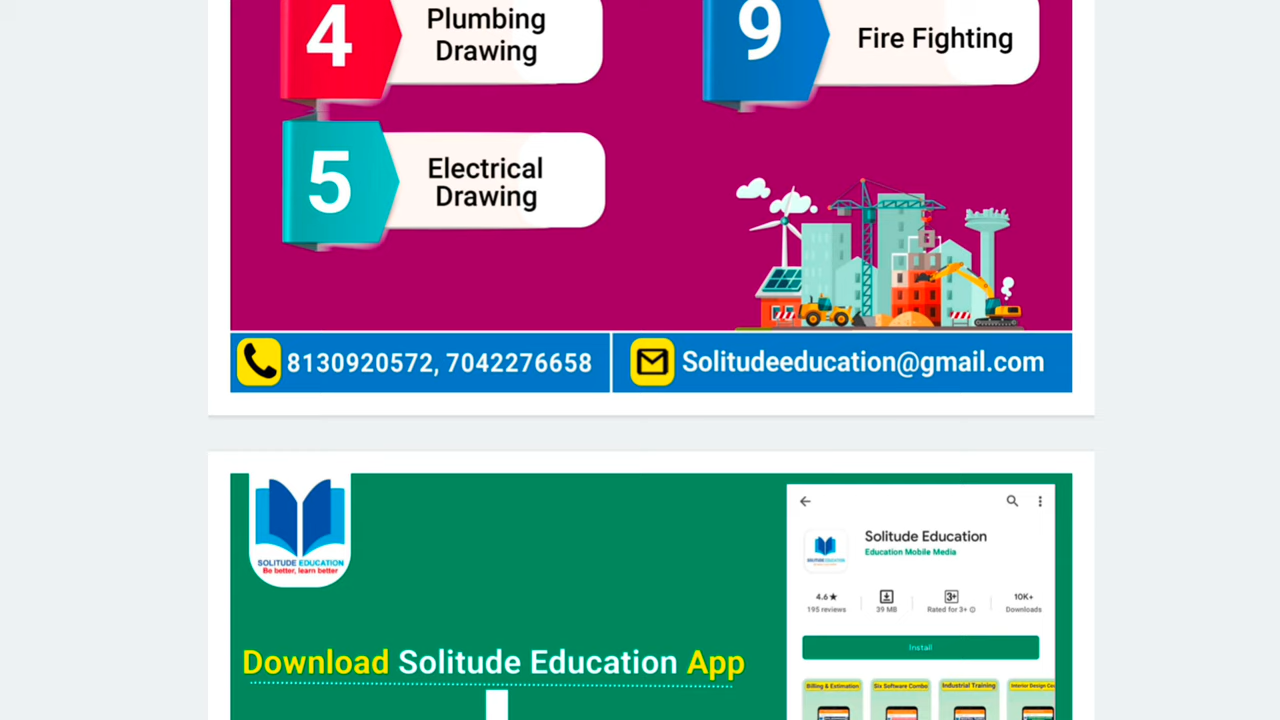 4
Plumbing
Drawing
9
Fire Fighting
5
Electrical
Drawing
8130920572, 7042276658
Solitudeeducation@gmail.com
SOLITUDE EDUCATION
Be better, learn better
Download Solitude Education App
Solitude Education
Education Mobile Media
4.6★
195 reviews
39 MB
3+
Rated for 3+
10K+
Downloads
Install
Billing & Estimation
Six Software Combo
Industrial Training